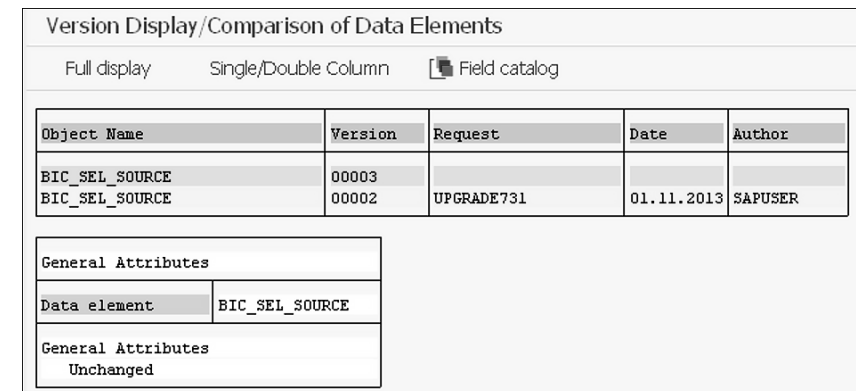 Version Display/Comparison of Data Elements
Full display Single/Double Column Field catalog
Object Name Version Request Date Author
BIC_SEL_SOURCE 00003
BIC_SEL_SOURCE 00002 UPGRADE731 01.11.2013 SAPUSER
General Attributes
Data element BIC_SEL_SOURCE
General Attributes
Unchanged